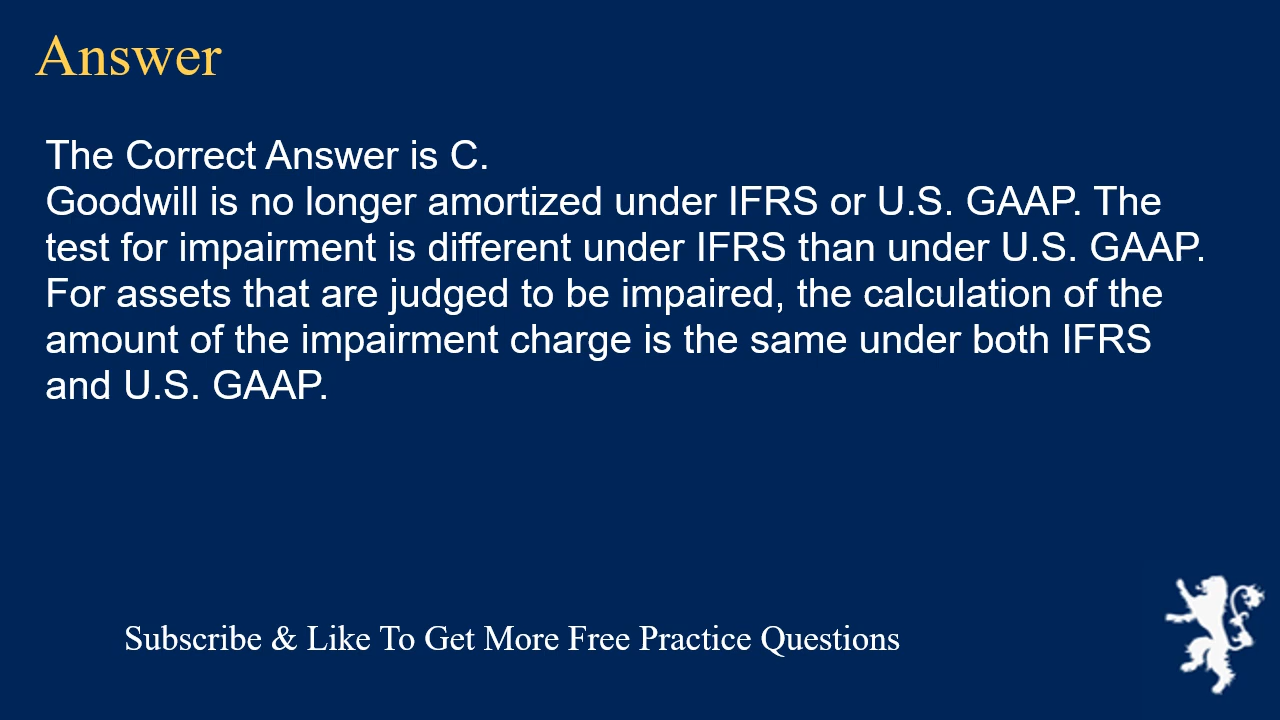 Answer
The Correct Answer is C.
Goodwill is no longer amortized under IFRS or U.S. GAAP. The
test for impairment is different under IFRS than under U.S. GAAP.
For assets that are judged to be impaired, the calculation of the
amount of the impairment charge is the same under both IFRS
and U.S. GAAP.
Subscribe & Like To Get More Free Practice Questions